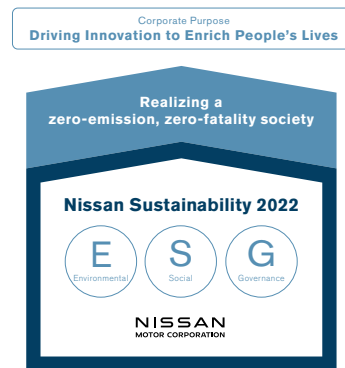 Corporate Purpose
Driving Innovation to Enrich People's Lives
Realizing a
zero-emission, zero-fatality society
Nissan Sustainability 2022
E S G
Environmental Social Governance
NISSAN
MOTOR CORPORATION